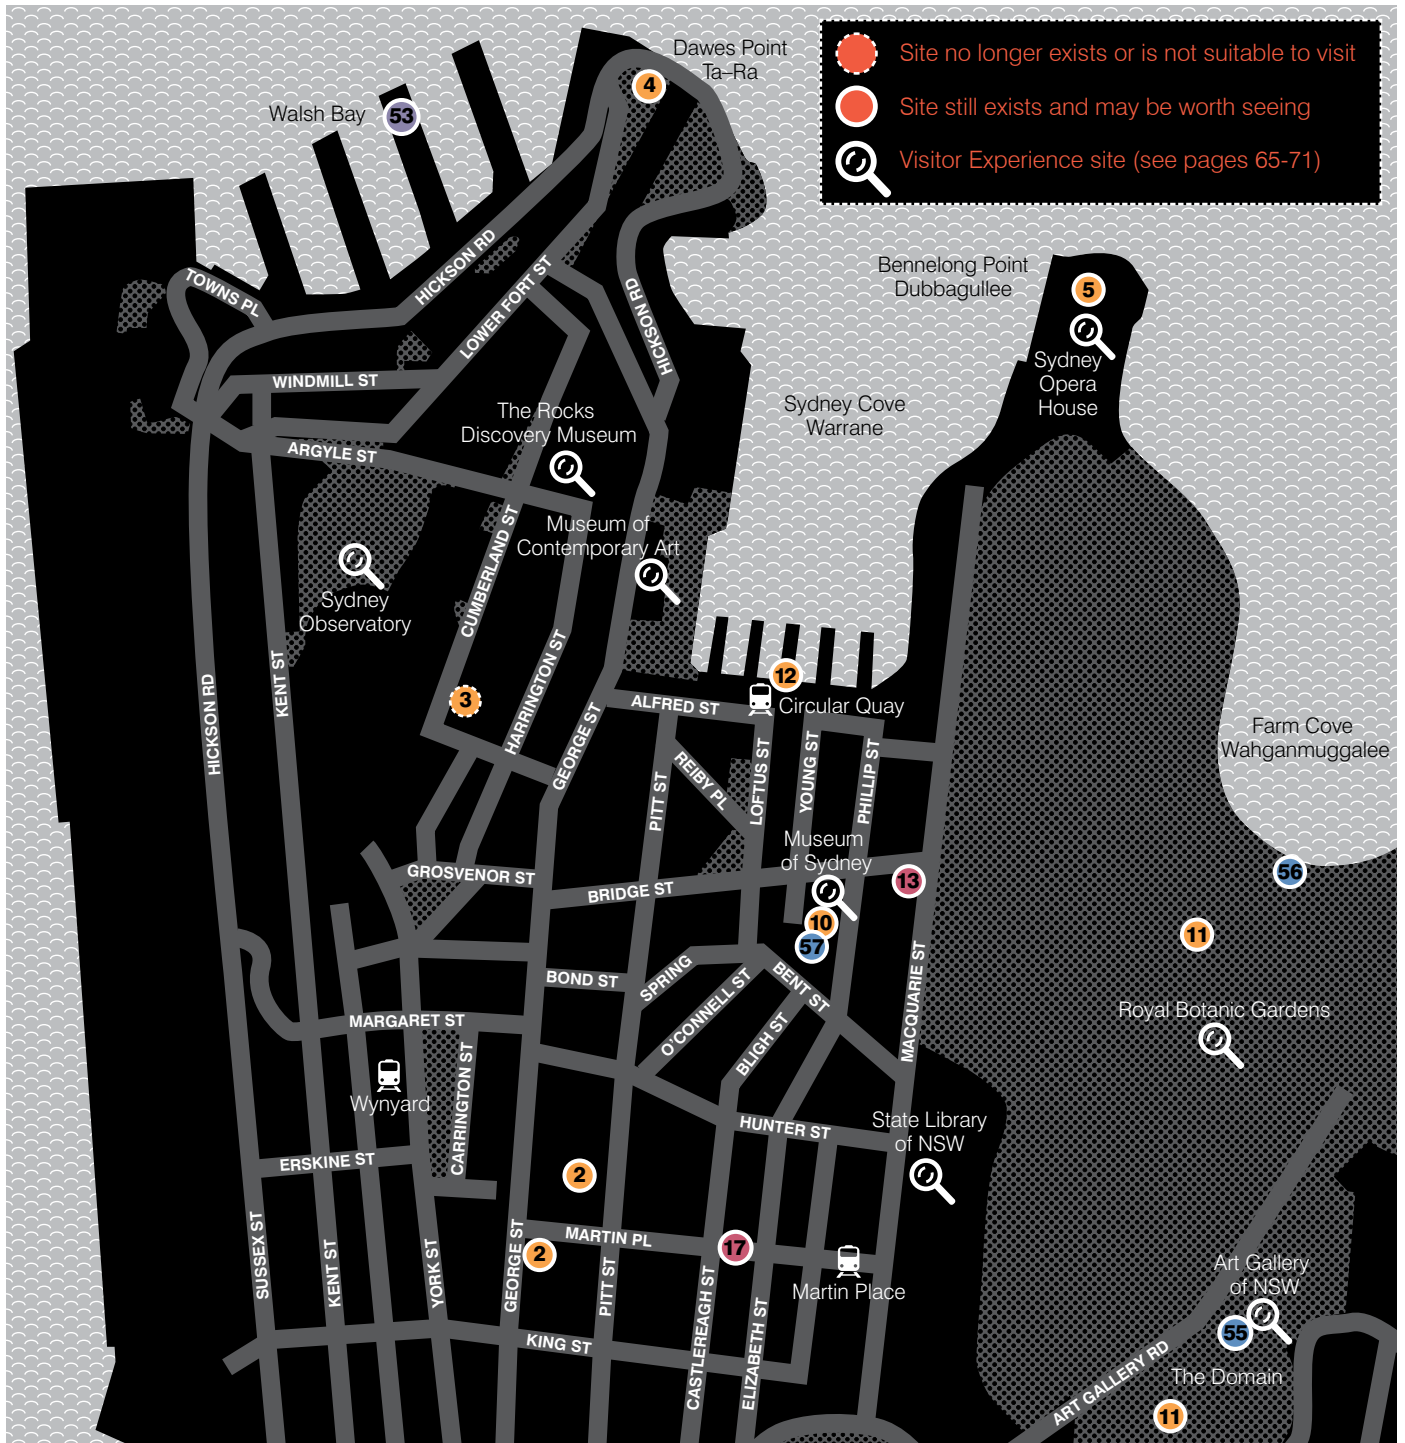 Dawes Point
Ta–Ra
4
Walsh Bay
53
Site no longer exists or is not suitable to visit
Site still exists and may be worth seeing
Visitor Experience site (see pages 65-71)
Bennelong Point
Dubbagullee
5
Sydney
Opera
House
TOWNS PL
HICKSON RD
LOWER FORT ST
HICKSON RD
WINDMILL ST
Sydney Cove
Warrane
The Rocks
Discovery Museum
ARGYLE ST
Museum of
Contemporary Art
CUMBERLAND ST
Sydney
Observatory
HARRINGTON ST
KENT ST
HICKSON RD
3
12
Circular Quay
ALFRED ST
GEORGE ST
Farm Cove
Wahganmuggalee
REIBY PL
PITT ST
LOFTUS ST
YOUNG ST
PHILLIP ST
Museum
of Sydney
GROSVENOR ST
BRIDGE ST
13
56
10
57
11
BOND ST
SPRING
O'CONNELL ST
BENT ST
BLIGH ST
MACQUARIE ST
Royal Botanic Gardens
MARGARET ST
Wynyard
CARRINGTON ST
HUNTER ST
State Library
of NSW
ERSKINE ST
2
MARTIN PL
17
2
Martin Place
SUSSEX ST
KENT ST
YORK ST
GEORGE ST
PITT ST
CASTLEREAGH ST
ELIZABETH ST
KING ST
Art Gallery
of NSW
55
ART GALLERY RD
The Domain
11